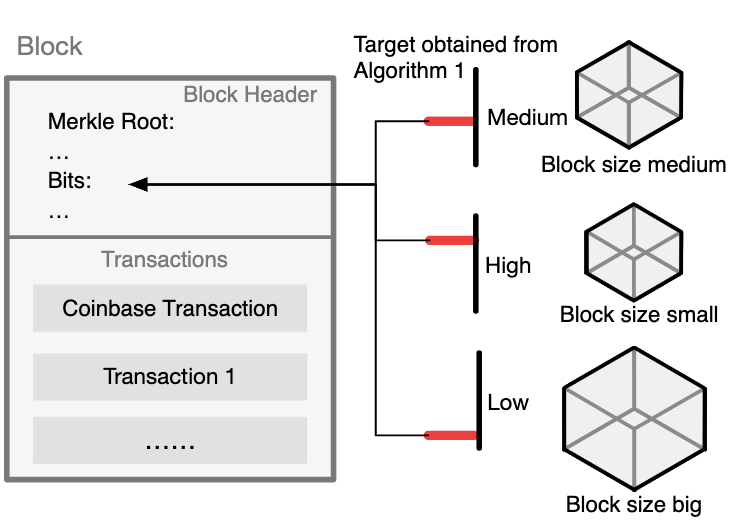 Block
Block Header
Merkle Root:
...
Bits:
...
Transactions
Coinbase Transaction
Transaction 1
......
Target obtained from
Algorithm 1
Medium
High
Low
Block size medium
Block size small
Block size big